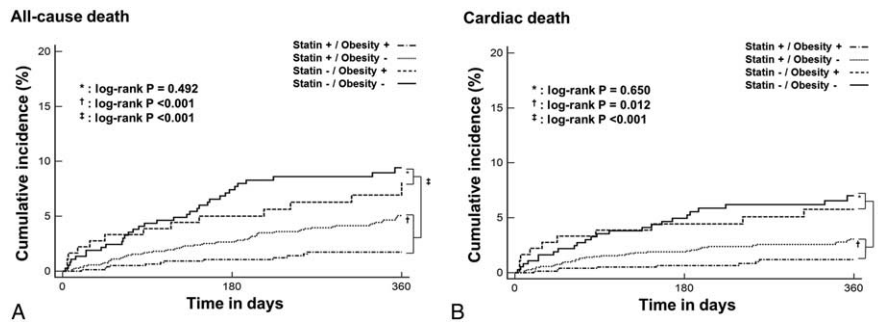 All-cause death
Cumulative incidence (%)
20
15
10
5
0
Statin + / Obesity +
Statin + / Obesity -
Statin - / Obesity +
Statin - / Obesity -
* : log-rank P = 0.492
† : log-rank P <0.001
‡ : log-rank P <0.001
*
†
‡
0
180
360
Time in days
A
Cardiac death
Cumulative incidence (%)
20
15
10
5
0
Statin + / Obesity +
Statin + / Obesity -
Statin - / Obesity +
Statin - / Obesity -
* : log-rank P = 0.650
† : log-rank P = 0.012
‡ : log-rank P <0.001
*
†
0
180
360
Time in days
B